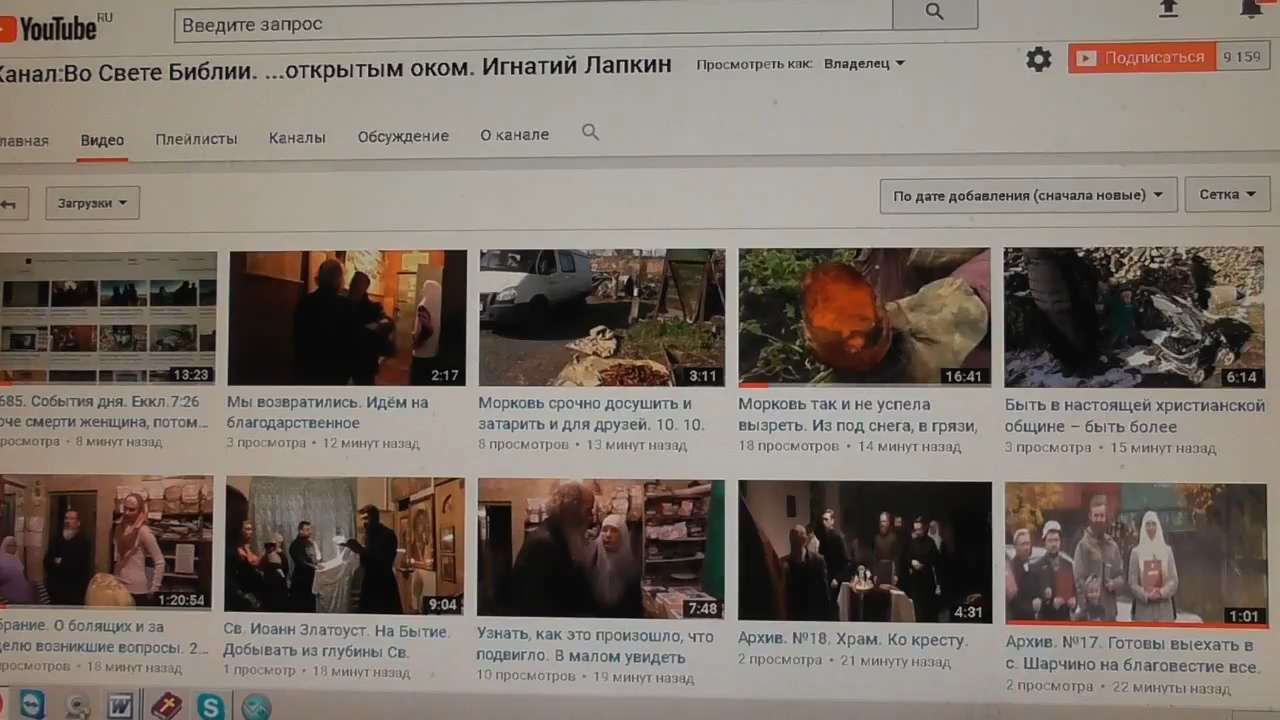 YouTube RU
Введите запрос
Канал:Во Свете Библии. ...открытым оком. Игнатий Лапкин
Просмотреть как: Владелец
Подписаться 9 159
лавная Видео Плейлисты Каналы Обсуждение О канале
Загрузки
По дате добавления (сначала новые)
Сетка
13:23 2:17 3:11 16:41 6:14
685. События дня. Еккл.7:26
оче смерти женщина, потом...
росмотра • 8 минут назад
Мы возвратились. Идём на
благодарственное
3 просмотра • 12 минут назад
Морковь срочно досушить и
затарить и для друзей. 10. 10.
8 просмотров • 13 минут назад
Морковь так и не успела
вызреть. Из под снега, в грязи,
18 просмотров • 14 минут назад
Быть в настоящей христианской
общине – быть более
3 просмотра • 15 минут назад
1:20:54 9:04 7:48 4:31 1:01
брание. О болящих и за
делю возникшие вопросы. 2...
росмотров • 18 минут назад
Св. Иоанн Златоуст. На Бытие.
Добывать из глубины Св.
1 просмотр • 18 минут назад
Узнать, как это произошло, что
подвигло. В малом увидеть
10 просмотров • 19 минут назад
Архив. №18. Храм. Ко кресту.
2 просмотра • 21 минуту назад
Архив. №17. Готовы выехать в
с. Шарчино на благовестие все.
2 просмотра • 22 минуты назад